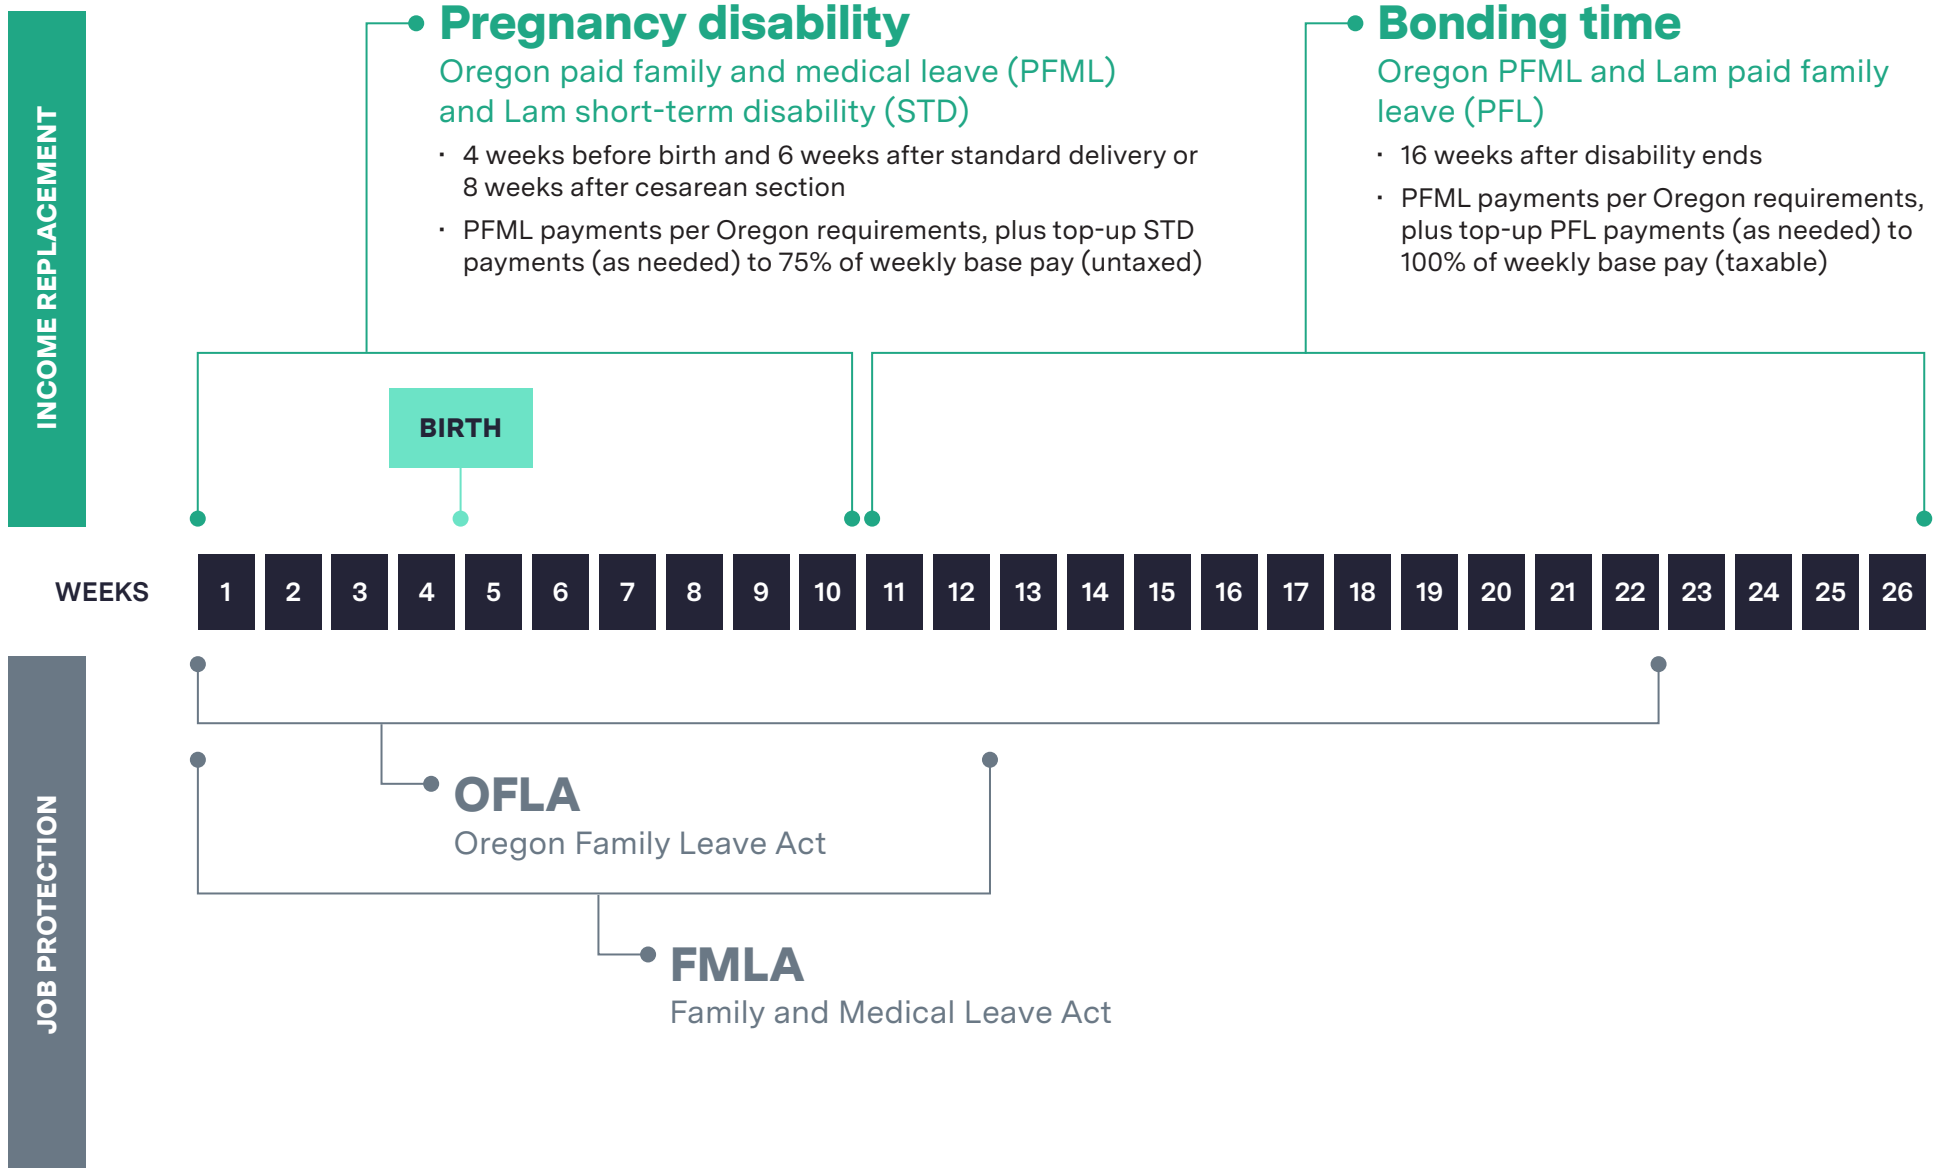 INCOME REPLACEMENT
Pregnancy disability
Oregon paid family and medical leave (PFML)
and Lam short-term disability (STD)
· 4 weeks before birth and 6 weeks after standard delivery or
8 weeks after cesarean section
· PFML payments per Oregon requirements, plus top-up STD
payments (as needed) to 75% of weekly base pay (untaxed)
Bonding time
Oregon PFML and Lam paid family
leave (PFL)
· 16 weeks after disability ends
· PFML payments per Oregon requirements,
plus top-up PFL payments (as needed) to
100% of weekly base pay (taxable)
BIRTH
WEEKS 1 2 3 4 5 6 7 8 9 10 11 12 13 14 15 16 17 18 19 20 21 22 23 24 25 26
JOB PROTECTION
OFLA
Oregon Family Leave Act
FMLA
Family and Medical Leave Act